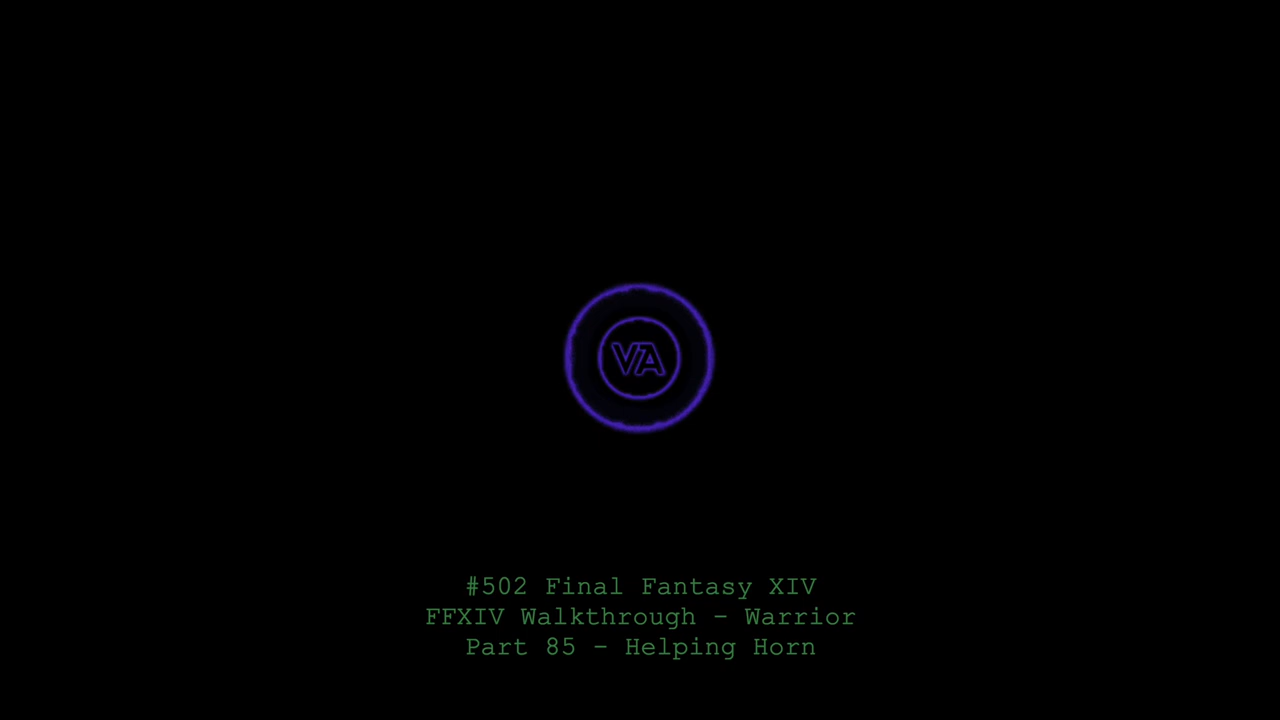 VA
#502 Final Fantasy XIV
FFXIV Walkthrough - Warrior
Part 85 - Helping Horn